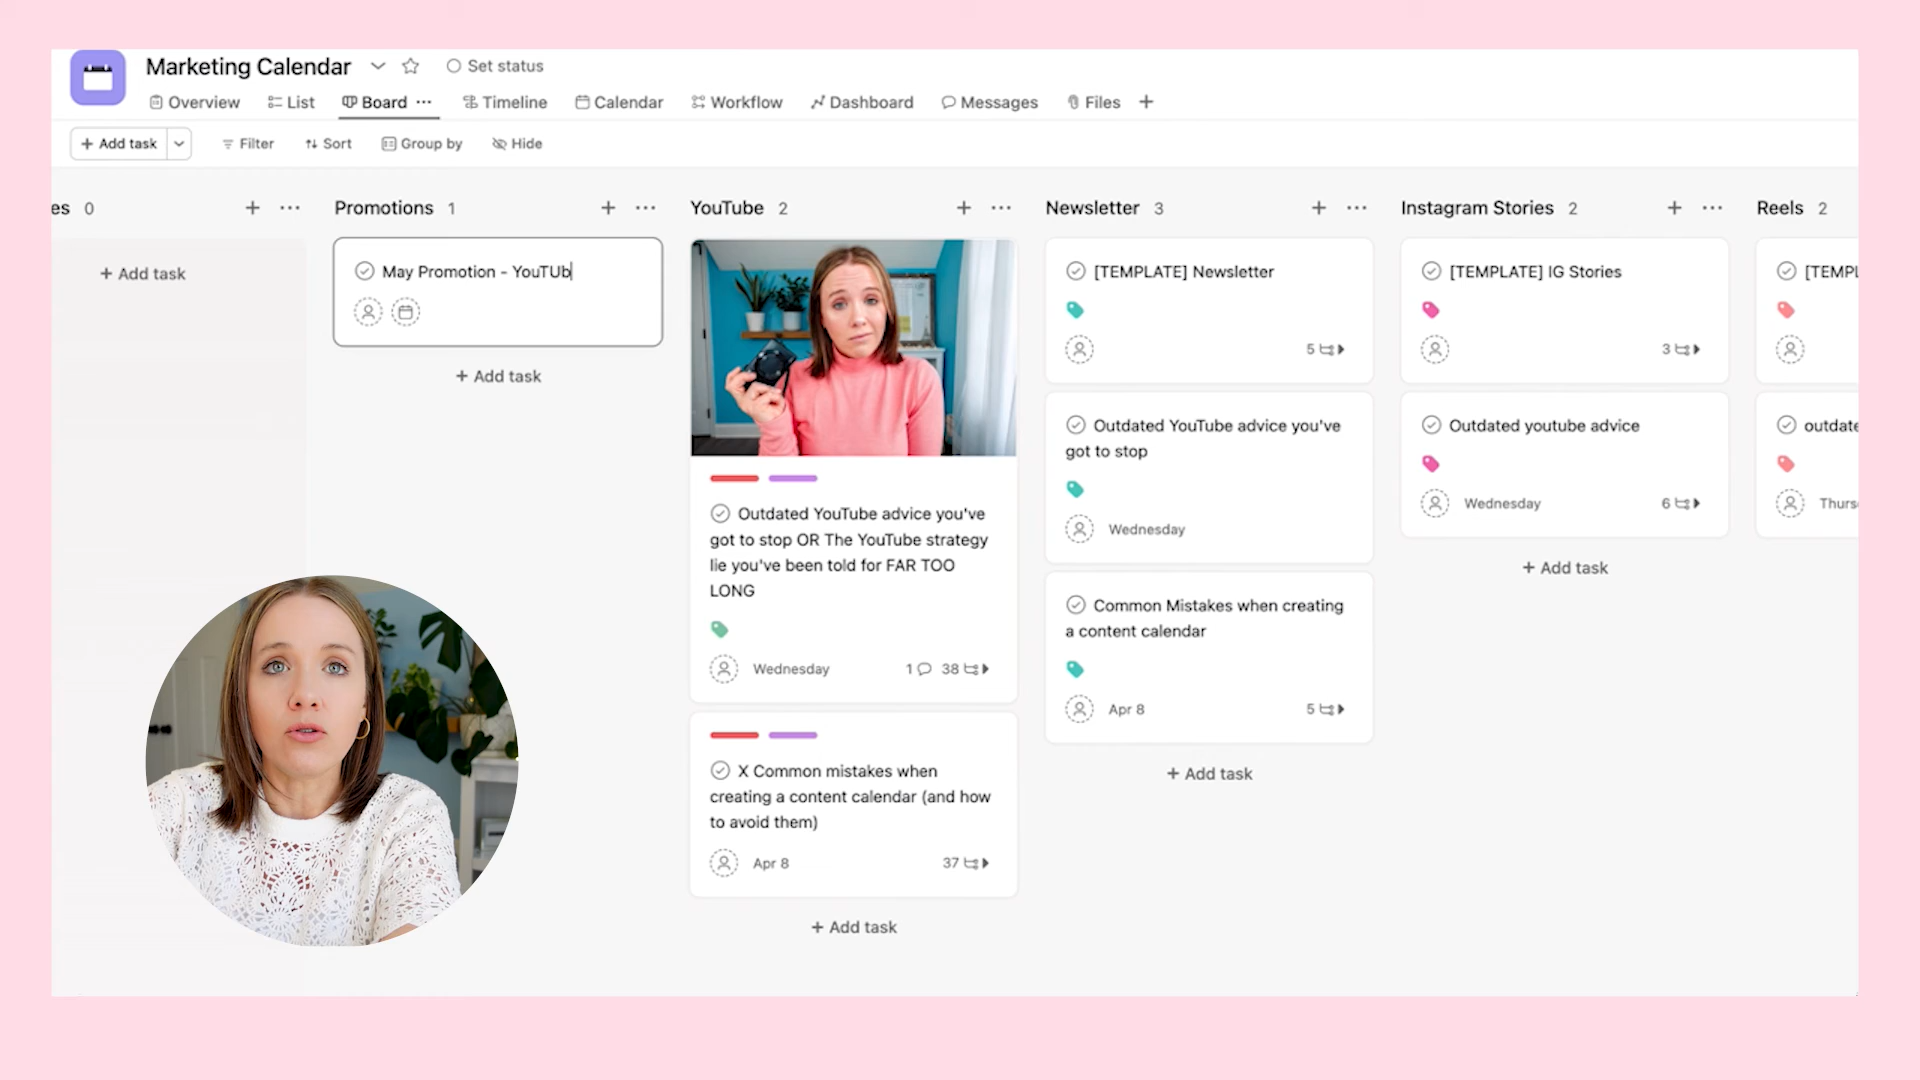 Marketing Calendar
Set status
Overview
List
Board
Timeline
Calendar
Workflow
Dashboard
Messages
Files
+ Add task
Filter
Sort
Group by
Hide
es 0
+ Add task
Promotions 1
May Promotion - YouTUb
+ Add task
YouTube 2
Outdated YouTube advice you've
got to stop OR The YouTube strategy
lie you've been told for FAR TOO
LONG
Wednesday
1
38
X Common mistakes when
creating a content calendar (and how
to avoid them)
Apr 8
37
+ Add task
Newsletter 3
[TEMPLATE] Newsletter
5
Outdated YouTube advice you've
got to stop
Wednesday
Common Mistakes when creating
a content calendar
Apr 8
5
+ Add task
Instagram Stories 2
[TEMPLATE] IG Stories
3
Outdated youtube advice
Wednesday
6
+ Add task
Reels 2
[TEMPL
outdate
Thurs